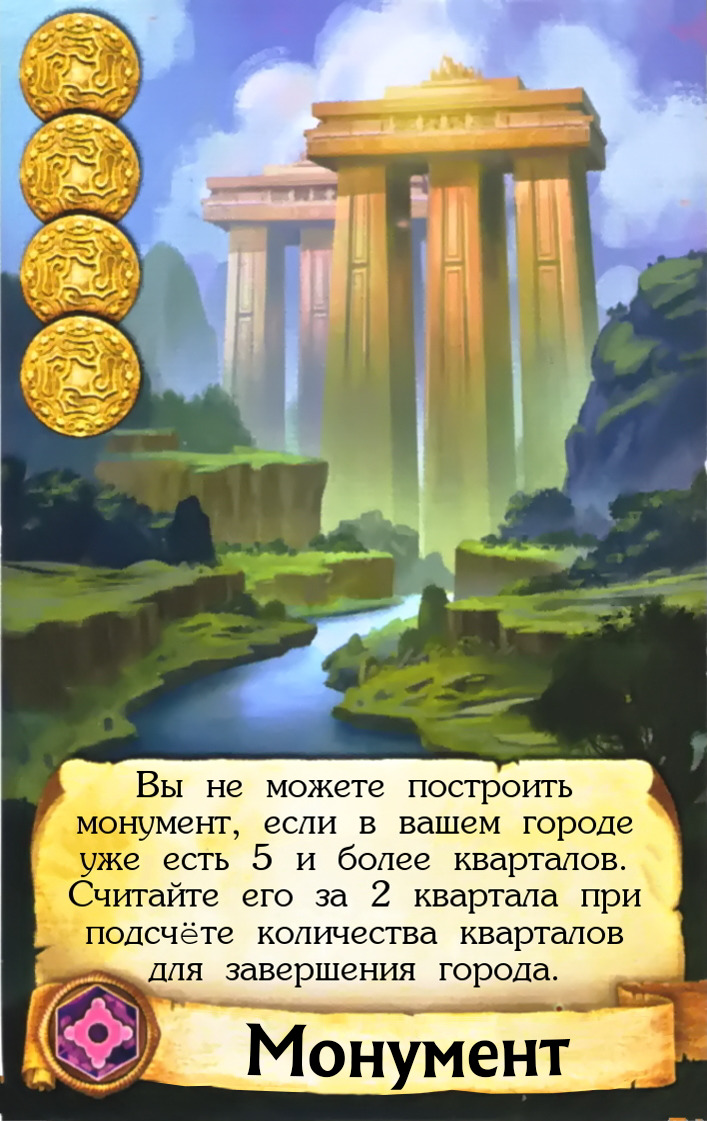 Вы не можете построить
монумент, если в вашем городе
уже есть 5 и более кварталов.
Считайте его за 2 квартала при
подсчёте количества кварталов
для завершения города.
Монумент